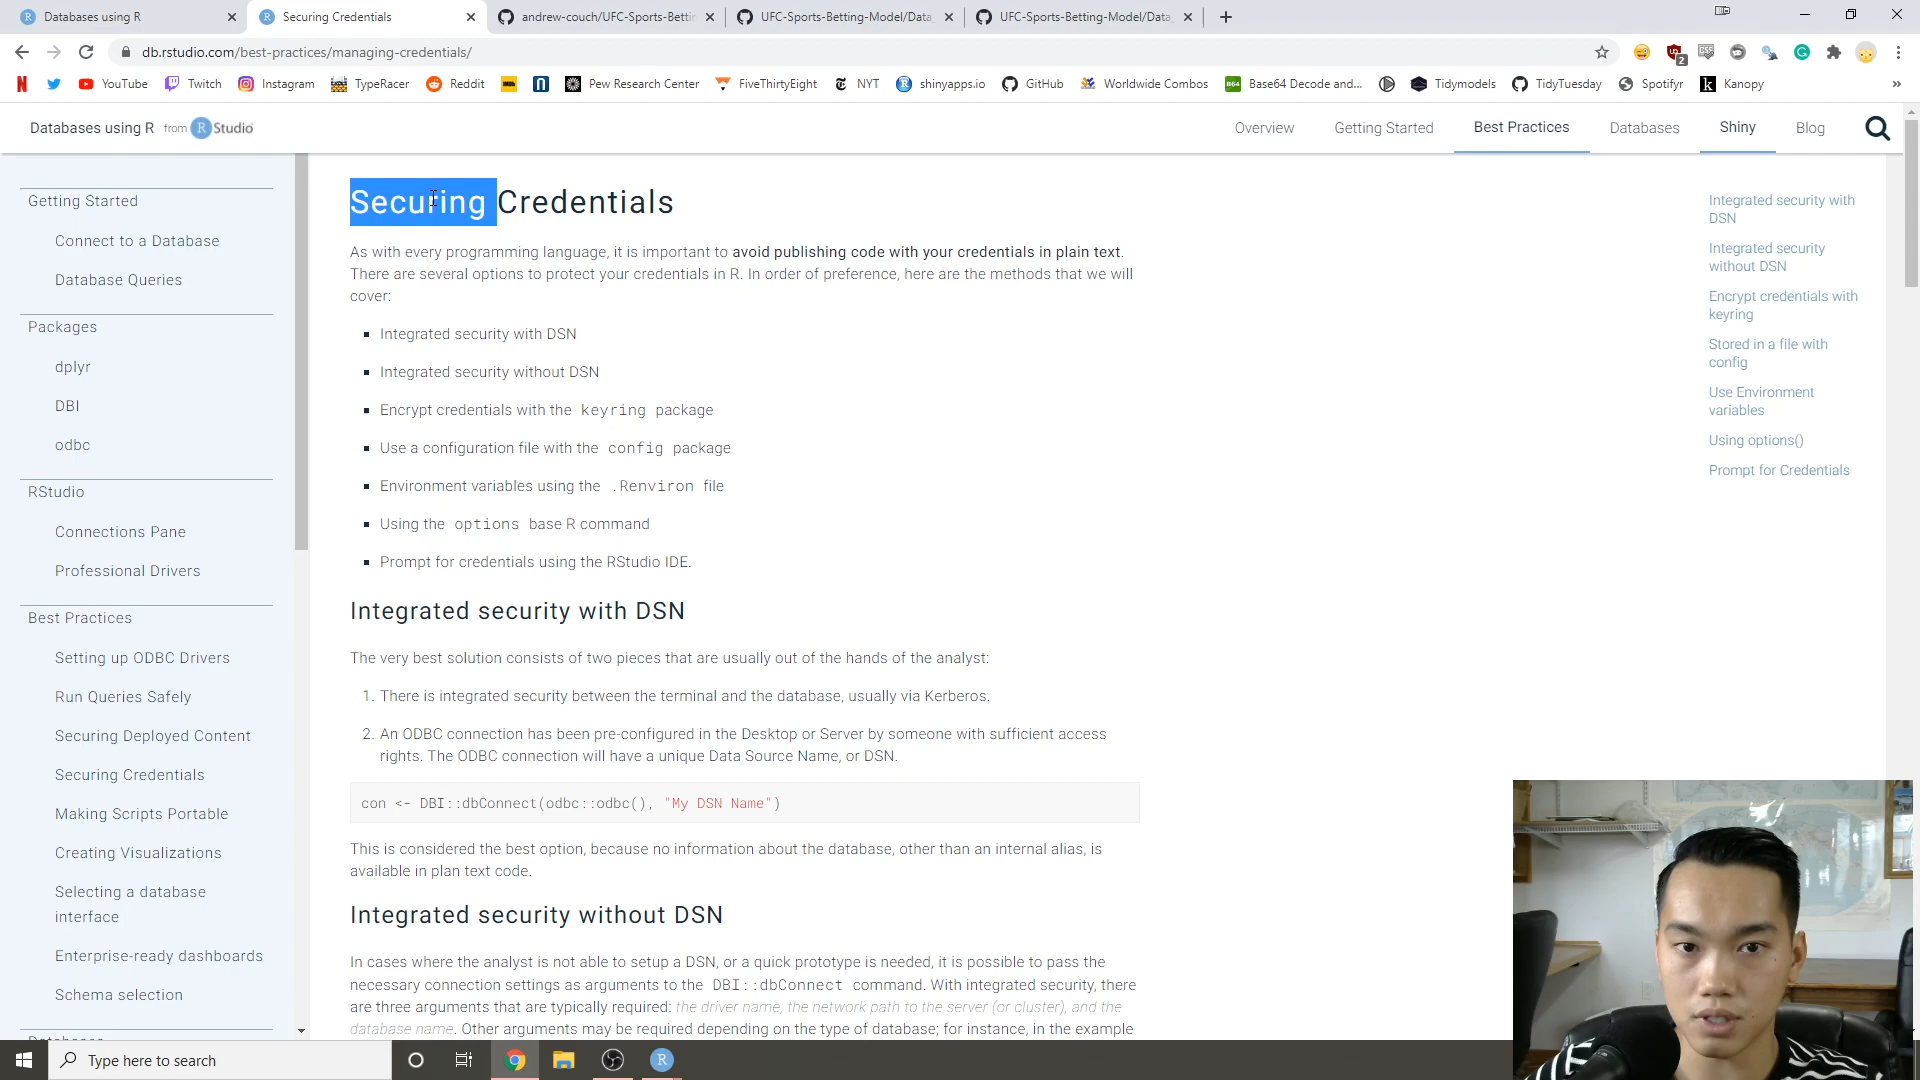 Databases using R
Securing Credentials
andrew-couch/UFC-Sports-Bettin
UFC-Sports-Betting-Model/Data_
UFC-Sports-Betting-Model/Data_
db.rstudio.com/best-practices/managing-credentials/
2
YouTube
Twitch
Instagram
TypeRacer
Reddit
Pew Research Center
FiveThirtyEight
NYT
shinyapps.io
GitHub
Worldwide Combos
Base64 Decode and...
Tidymodels
TidyTuesday
Spotifyr
Kanopy
Databases using R from R Studio
Overview
Getting Started
Best Practices
Databases
Shiny
Blog
Getting Started
Connect to a Database
Database Queries
Packages
dplyr
DBI
odbc
RStudio
Connections Pane
Professional Drivers
Best Practices
Setting up ODBC Drivers
Run Queries Safely
Securing Deployed Content
Securing Credentials
Making Scripts Portable
Creating Visualizations
Selecting a database
interface
Enterprise-ready dashboards
Schema selection
Securing Credentials
As with every programming language, it is important to avoid publishing code with your credentials in plain text.
There are several options to protect your credentials in R. In order of preference, here are the methods that we will
cover:
Integrated security with DSN
Integrated security without DSN
Encrypt credentials with the keyring package
Use a configuration file with the config package
Environment variables using the .Renviron file
Using the options base R command
Prompt for credentials using the RStudio IDE.
Integrated security with DSN
The very best solution consists of two pieces that are usually out of the hands of the analyst:
1. There is integrated security between the terminal and the database, usually via Kerberos.
2. An ODBC connection has been pre-configured in the Desktop or Server by someone with sufficient access
rights. The ODBC connection will have a unique Data Source Name, or DSN.
con <- DBI::dbConnect(odbc::odbc(), "My DSN Name")
This is considered the best option, because no information about the database, other than an internal alias, is
available in plan text code.
Integrated security without DSN
In cases where the analyst is not able to setup a DSN, or a quick prototype is needed, it is possible to pass the
necessary connection settings as arguments to the DBI::dbConnect command. With integrated security, there
are three arguments that are typically required: the driver name, the network path to the server (or cluster), and the
database name. Other arguments may be required depending on the type of database; for instance, in the example
Integrated security with
DSN
Integrated security
without DSN
Encrypt credentials with
keyring
Stored in a file with
config
Use Environment
variables
Using options()
Prompt for Credentials
Type here to search